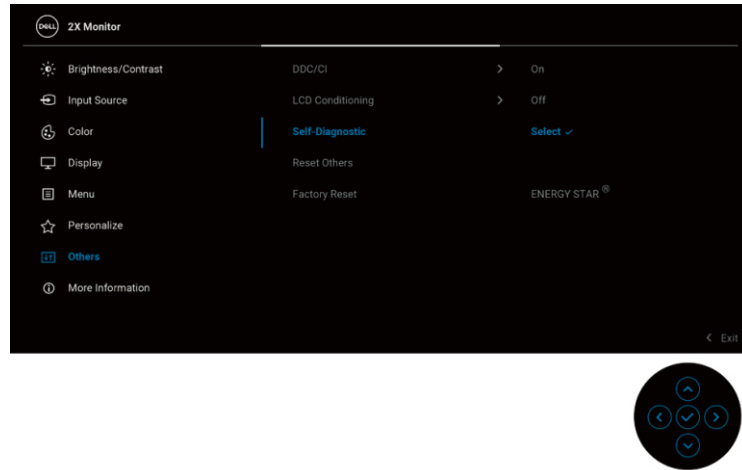 DELL 2X Monitor
Brightness/Contrast DDC/CI > On
Input Source LCD Conditioning > Off
Color Self-Diagnostic Select ✓
Display Reset Others
Menu Factory Reset ENERGY STAR ®
Personalize
Others
More Information
< Exit